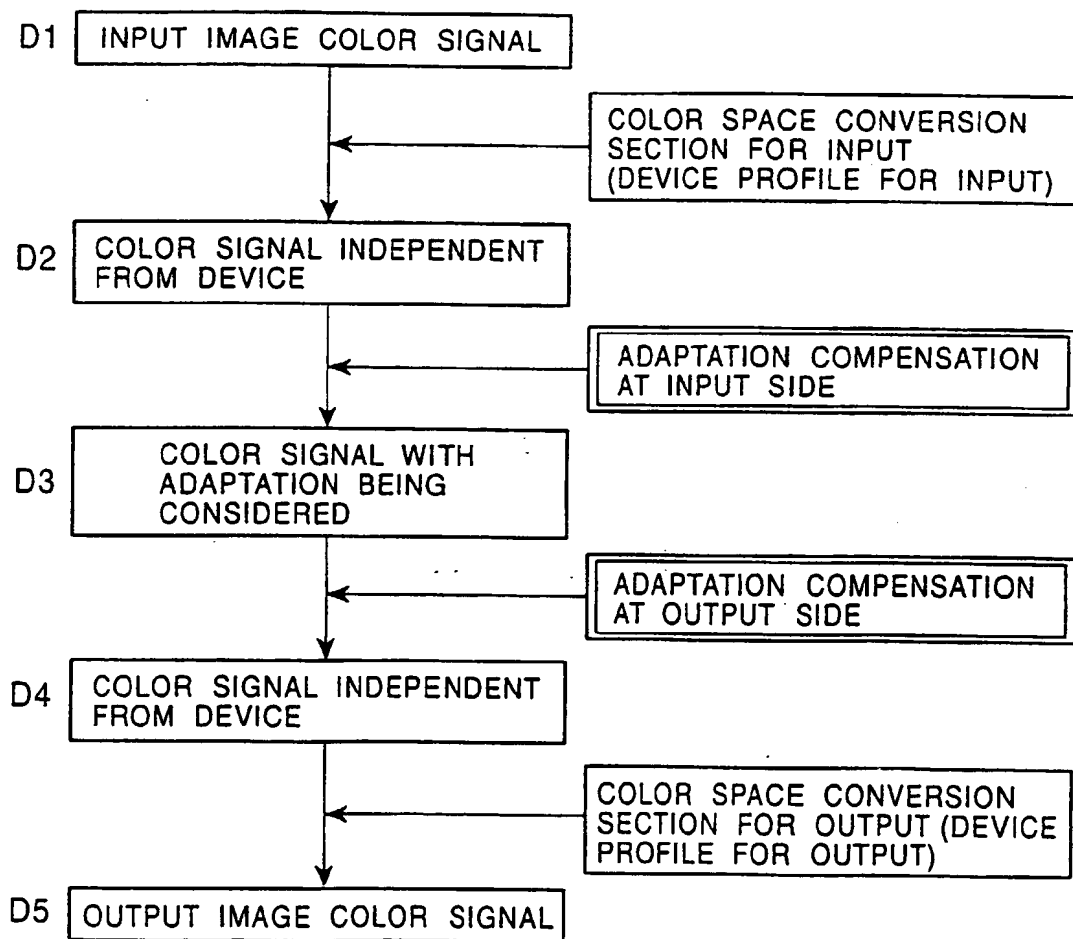 D1 INPUT IMAGE COLOR SIGNAL
COLOR SPACE CONVERSION
SECTION FOR INPUT
(DEVICE PROFILE FOR INPUT)
D2 COLOR SIGNAL INDEPENDENT
FROM DEVICE
ADAPTATION COMPENSATION
AT INPUT SIDE
D3 COLOR SIGNAL WITH
ADAPTATION BEING
CONSIDERED
ADAPTATION COMPENSATION
AT OUTPUT SIDE
D4 COLOR SIGNAL INDEPENDENT
FROM DEVICE
COLOR SPACE CONVERSION
SECTION FOR OUTPUT (DEVICE
PROFILE FOR OUTPUT)
D5 OUTPUT IMAGE COLOR SIGNAL